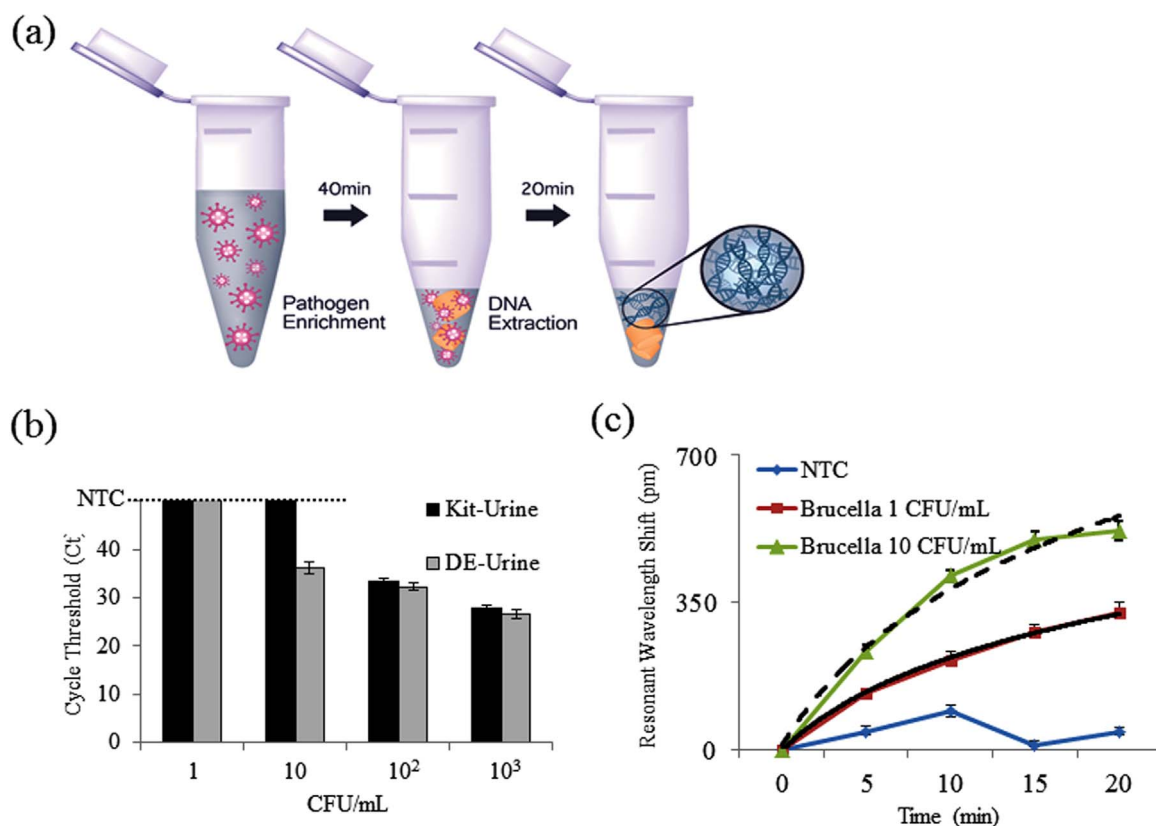 (a)
40min
20min
Pathogen
Enrichment
DNA
Extraction
(b)
NTC
Kit-Urine
DE-Urine
Cycle Threshold (Ct)
40
30
20
10
0
1
10
10²
10³
CFU/mL
(c)
NTC
Brucella 1 CFU/mL
Brucella 10 CFU/mL
Resonant Wavelength Shift (pm)
700
350
0
0
5
10
15
20
Time (min)